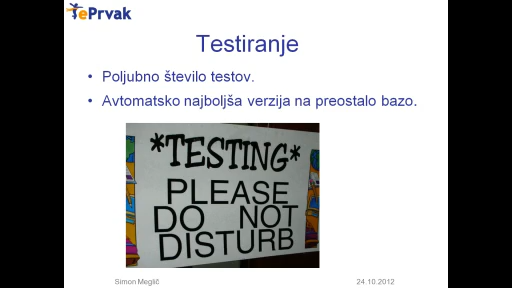 ePrvak
Testiranje
• Poljubno število testov.
• Avtomatsko najboljša verzija na preostalo bazo.
*TESTING*
PLEASE
DO NOT
DISTURB
Simon Meglič
24.10.2012